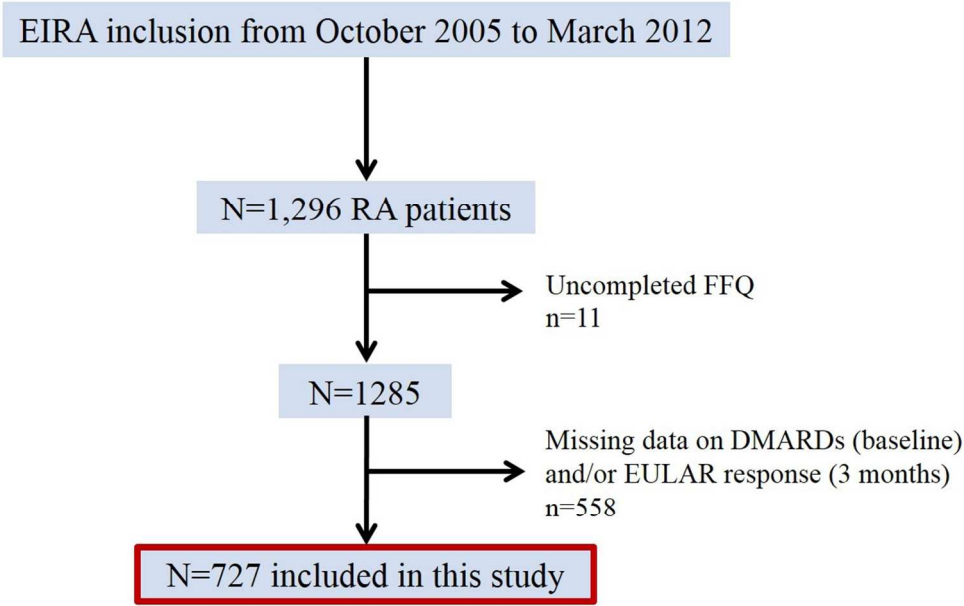 EIRA inclusion from October 2005 to March 2012
N=1,296 RA patients
Uncompleted FFQ
n=11
N=1285
Missing data on DMARDs (baseline)
and/or EULAR response (3 months)
n=558
N=727 included in this study